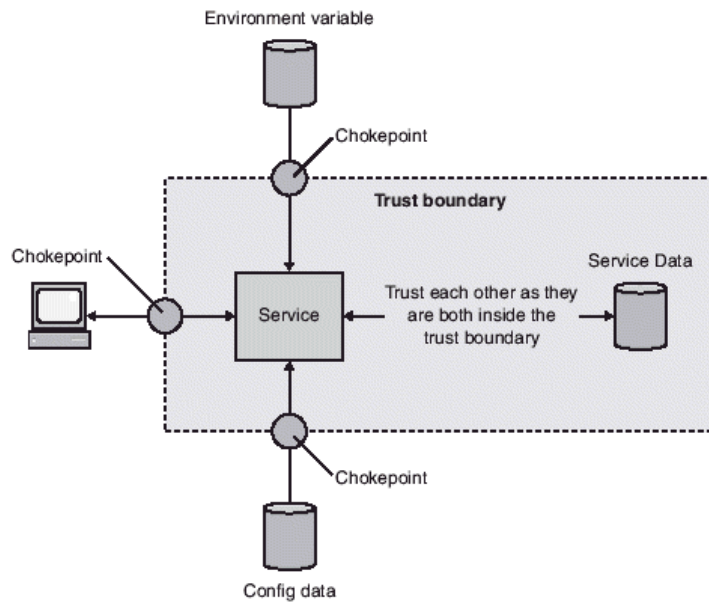 Environment variable
Chokepoint
Trust boundary
Chokepoint
Service Data
Service
Trust each other as they
are both inside the
trust boundary
Chokepoint
Config data